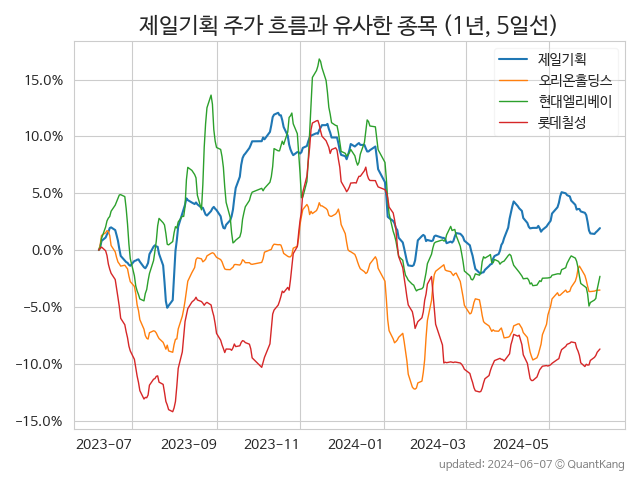 제일기획 주가 흐름과 유사한 종목 (1년, 5일선)
제일기획
오리온홀딩스
현대엘리베이
롯데칠성
15.0%
10.0%
5.0%
0.0%
−5.0%
−10.0%
−15.0%
2023-07
2023-09
2023-11
2024-01
2024-03
2024-05
updated: 2024-06-07 © QuantKang